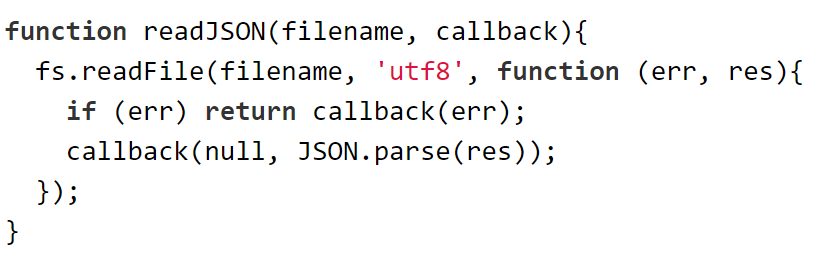 function readJSON(filename, callback){
  fs.readFile(filename, 'utf8', function (err, res){
    if (err) return callback(err);
    callback(null, JSON.parse(res));
  });
}